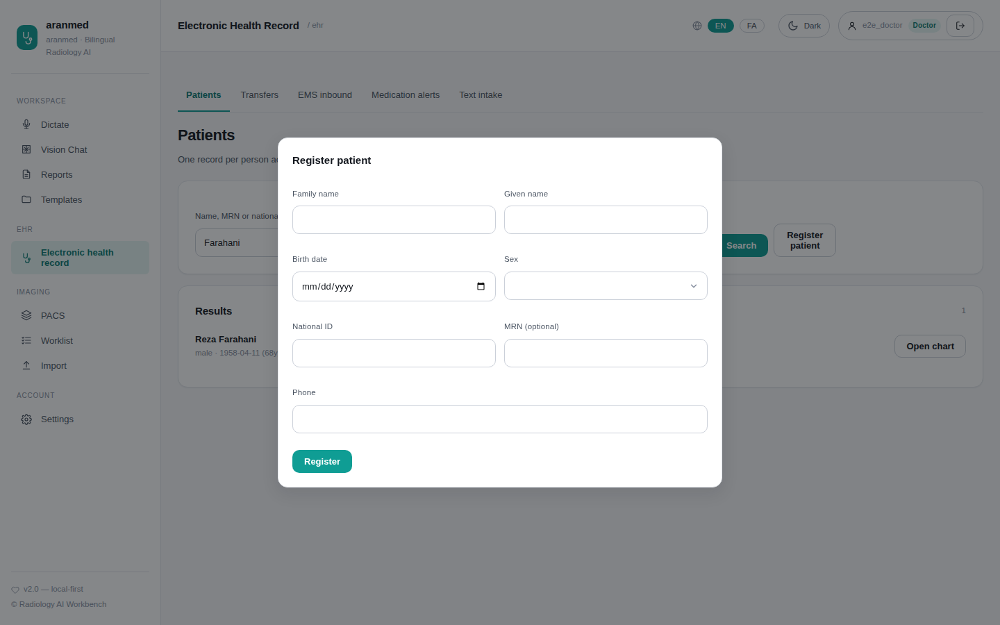 aranmed
aranmed · Bilingual
Radiology AI
WORKSPACE
Dictate
Vision Chat
Reports
Templates
EHR
Electronic health
record
IMAGING
PACS
Worklist
Import
ACCOUNT
Settings
v2.0 — local-first
© Radiology AI Workbench
Electronic Health Record / ehr
EN FA
Dark
e2e_doctor Doctor
Patients Transfers EMS inbound Medication alerts Text intake
Patients
One record per person
Name, MRN or
Farahani
Search
Register
patient
Results
1
Reza Farahani
male · 1958-04-11 (68y
Open chart
Register patient
Family name Given name
Birth date Sex
mm/dd/yyyy
National ID MRN (optional)
Phone
Register